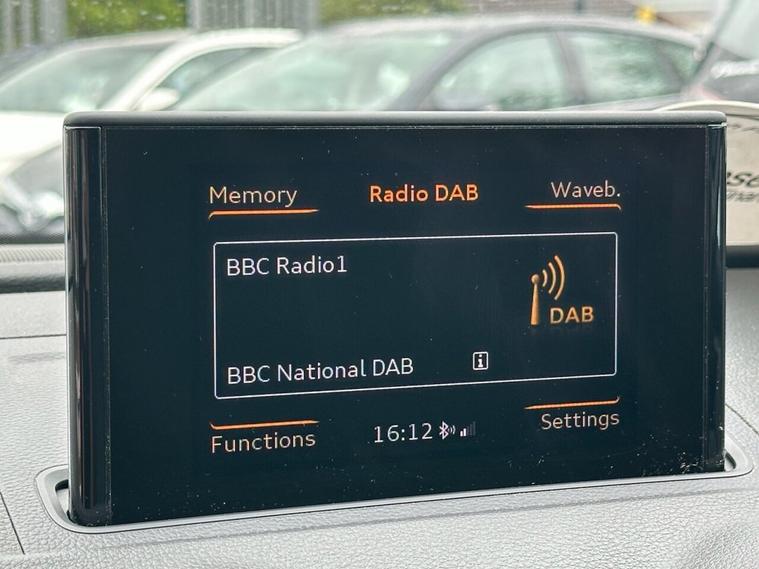 Memory
Radio DAB
Waveb.
BBC Radio1
DAB
BBC National DAB
i
Functions
16:12
Settings